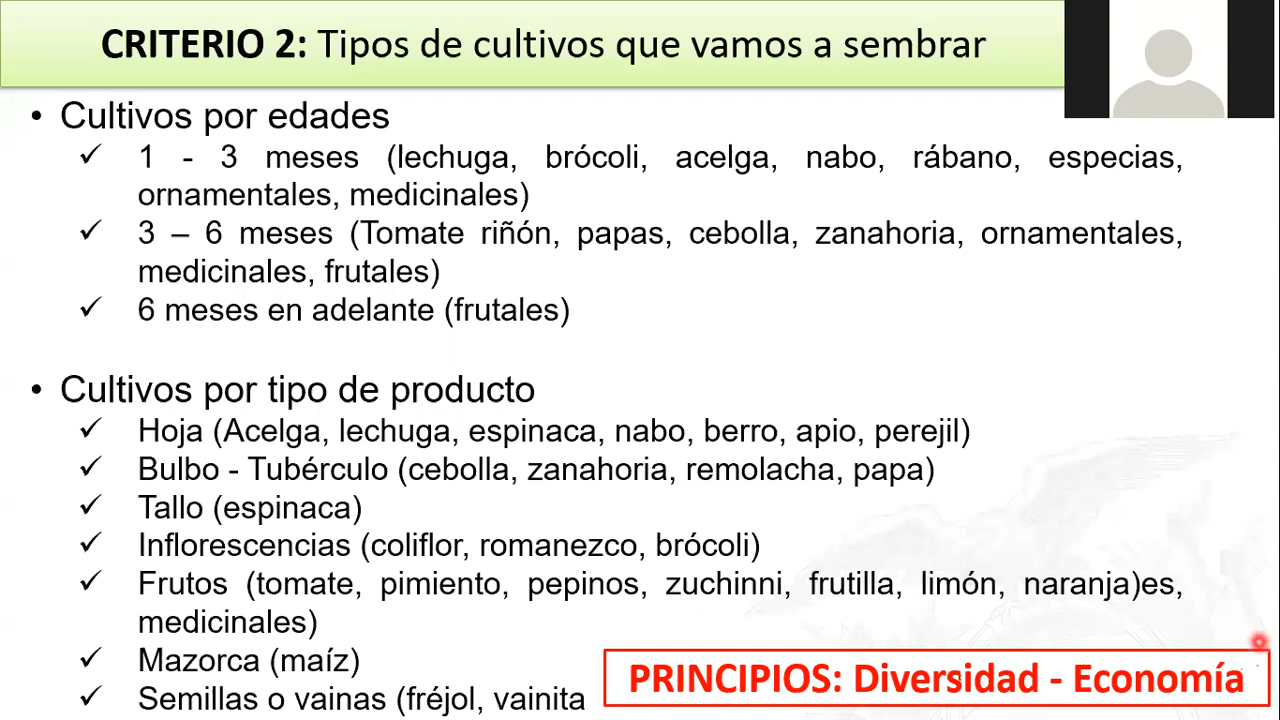 CRITERIO 2: Tipos de cultivos que vamos a sembrar
• Cultivos por edades
✓ 1 - 3 meses (lechuga, brócoli, acelga, nabo, rábano, especias,
ornamentales, medicinales)
✓ 3 – 6 meses (Tomate riñón, papas, cebolla, zanahoria, ornamentales,
medicinales, frutales)
✓ 6 meses en adelante (frutales)
• Cultivos por tipo de producto
✓ Hoja (Acelga, lechuga, espinaca, nabo, berro, apio, perejil)
✓ Bulbo - Tubérculo (cebolla, zanahoria, remolacha, papa)
✓ Tallo (espinaca)
✓ Inflorescencias (coliflor, romanezco, brócoli)
✓ Frutos (tomate, pimiento, pepinos, zuchinni, frutilla, limón, naranja)es,
medicinales)
✓ Mazorca (maíz)
✓ Semillas o vainas (fréjol, vainita
PRINCIPIOS: Diversidad - Economía